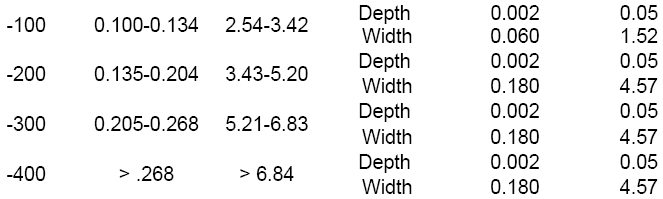 -100 0.100-0.134 2.54-3.42 Depth 0.002 0.05
Width 0.060 1.52
-200 0.135-0.204 3.43-5.20 Depth 0.002 0.05
Width 0.180 4.57
-300 0.205-0.268 5.21-6.83 Depth 0.002 0.05
Width 0.180 4.57
-400 > .268 > 6.84 Depth 0.002 0.05
Width 0.180 4.57